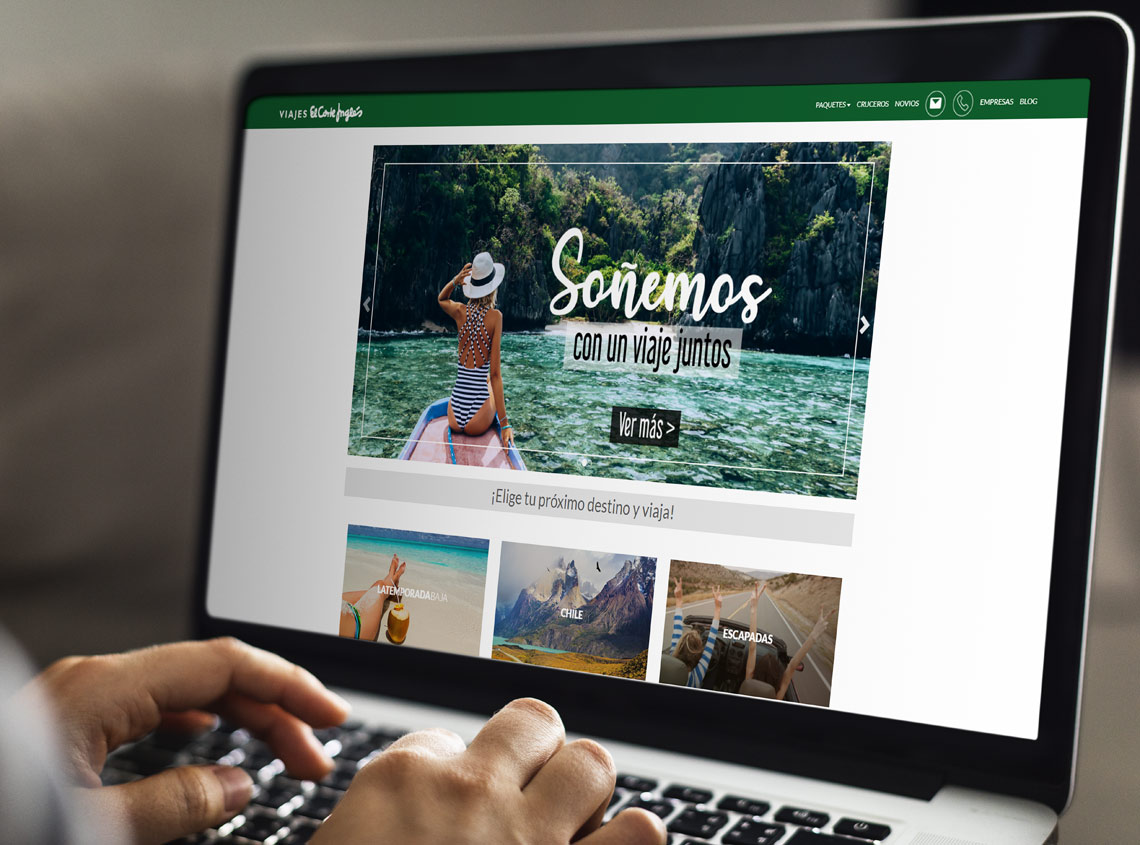 VIAJES El Corte Inglés
PAQUETES CRUCEROS NOVIOS EMPRESAS BLOG
Soñemos
con un viaje juntos
Ver más >
¡Elige tu próximo destino y viaja!
LATEMPORADABAJA
CHILE
ESCAPADAS